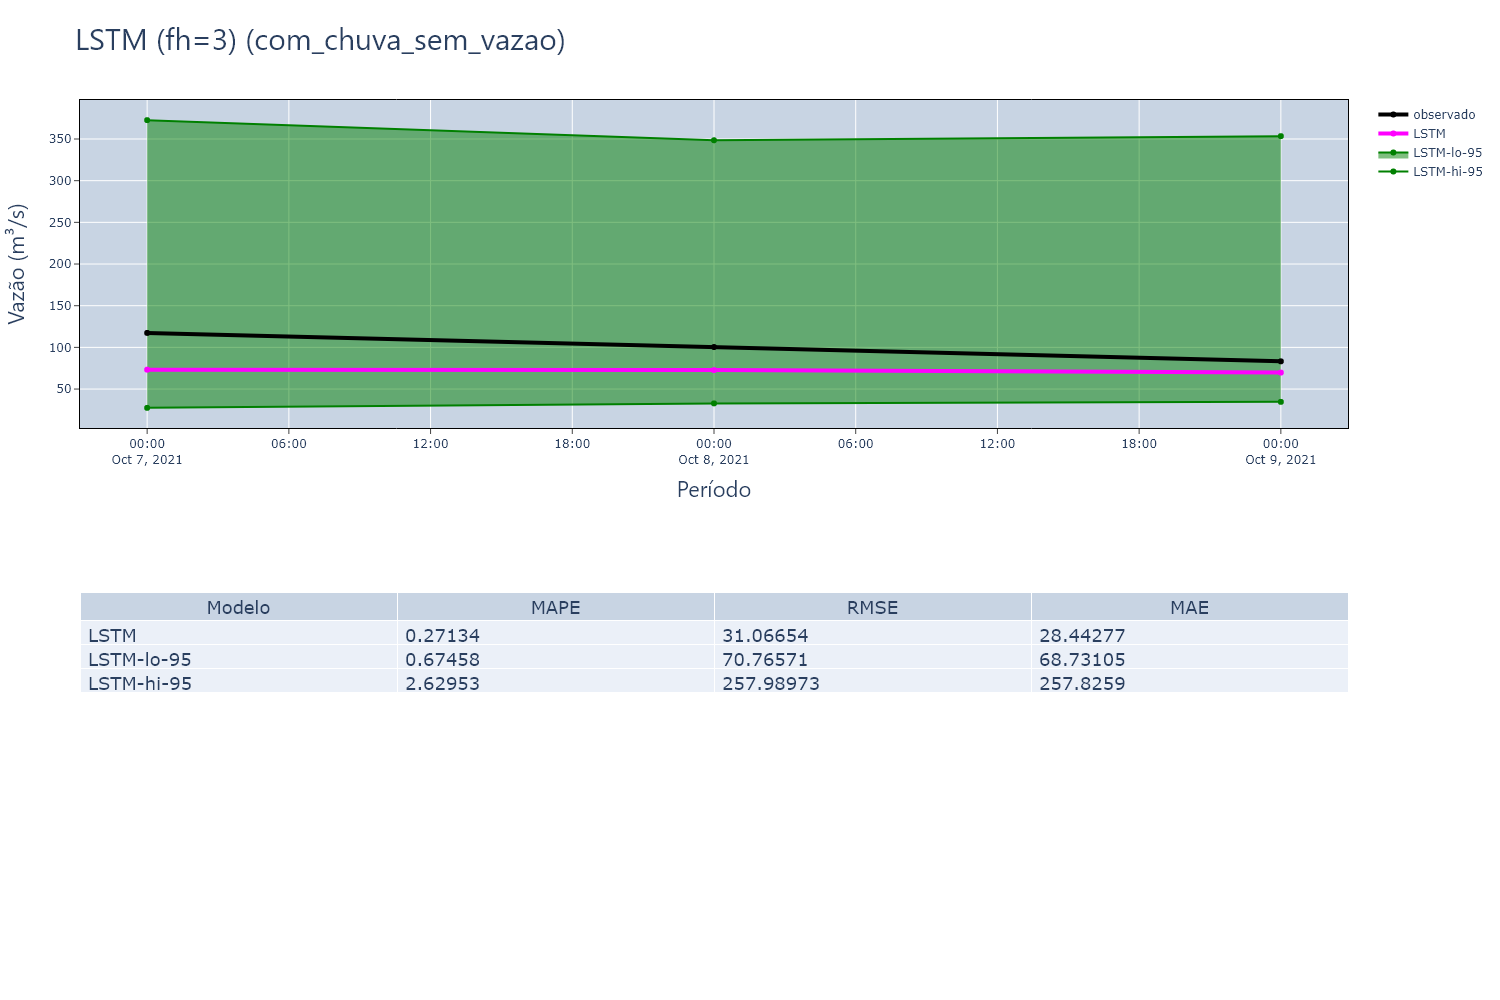 LSTM (fh=3) (com_chuva_sem_vazao)
observado
LSTM
LSTM-lo-95
LSTM-hi-95
Vazão (m³/s)
350
300
250
200
150
100
50
00:00 06:00 12:00 18:00 00:00 06:00 12:00 18:00 00:00
Oct 7, 2021 Oct 8, 2021 Oct 9, 2021
Período
Modelo MAPE RMSE MAE
LSTM 0.27134 31.06654 28.44277
LSTM-lo-95 0.67458 70.76571 68.73105
LSTM-hi-95 2.62953 257.98973 257.8259